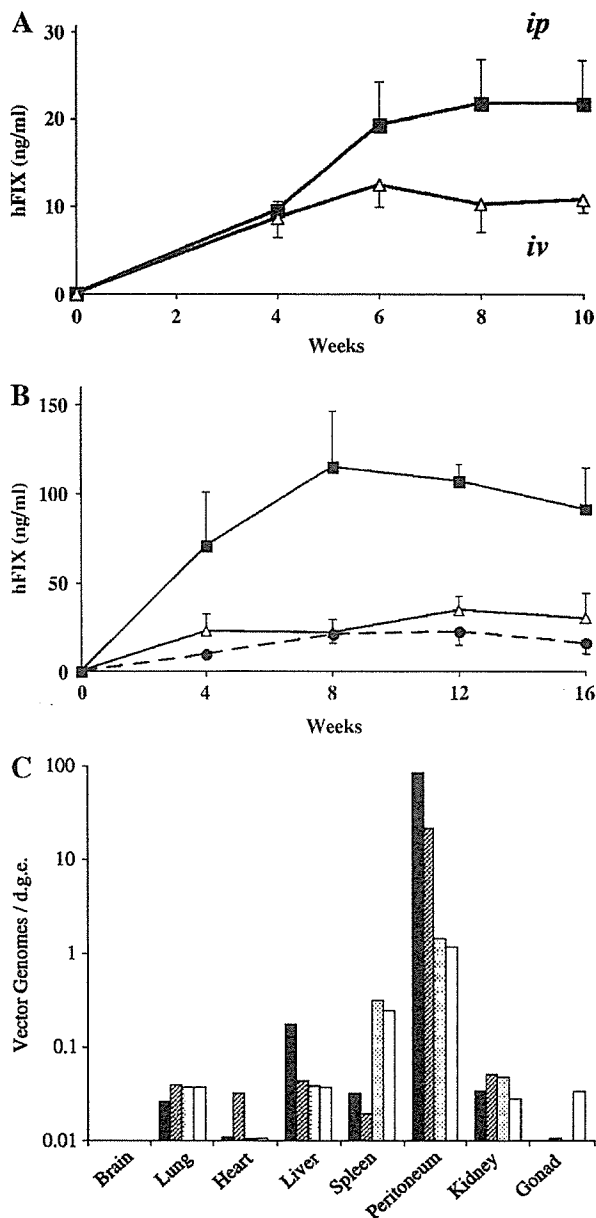 A
ip
30
20
10
0
hFIX (ng/ml)
iv
0 2 4 6 8 10
Weeks
B
150
100
50
0
hFIX (ng/ml)
0 4 8 12 16
Weeks
C
100
10
1
0.1
0.01
Vector Genomes / d.g.e.
Brain Lung Heart Liver Spleen Peritoneum Kidney Gonad